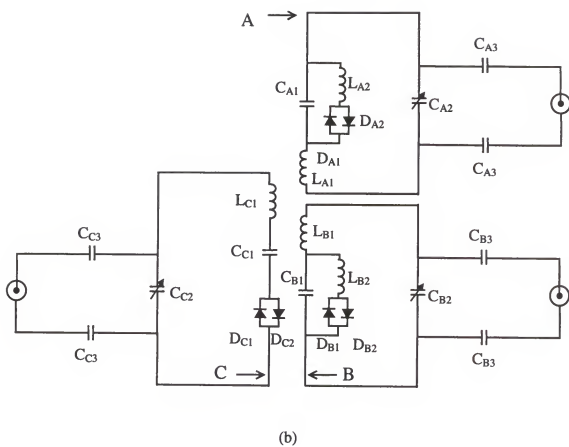 A
C_A3
C_A1
L_A2
C_A2
D_A2
D_A1
L_A1
C_A3
L_C1
L_B1
C_C3
C_C1
C_B3
C_B1
L_B2
C_C2
C_B2
D_C1
D_C2
D_B1
D_B2
C_C3
C_B3
C
B
(b)